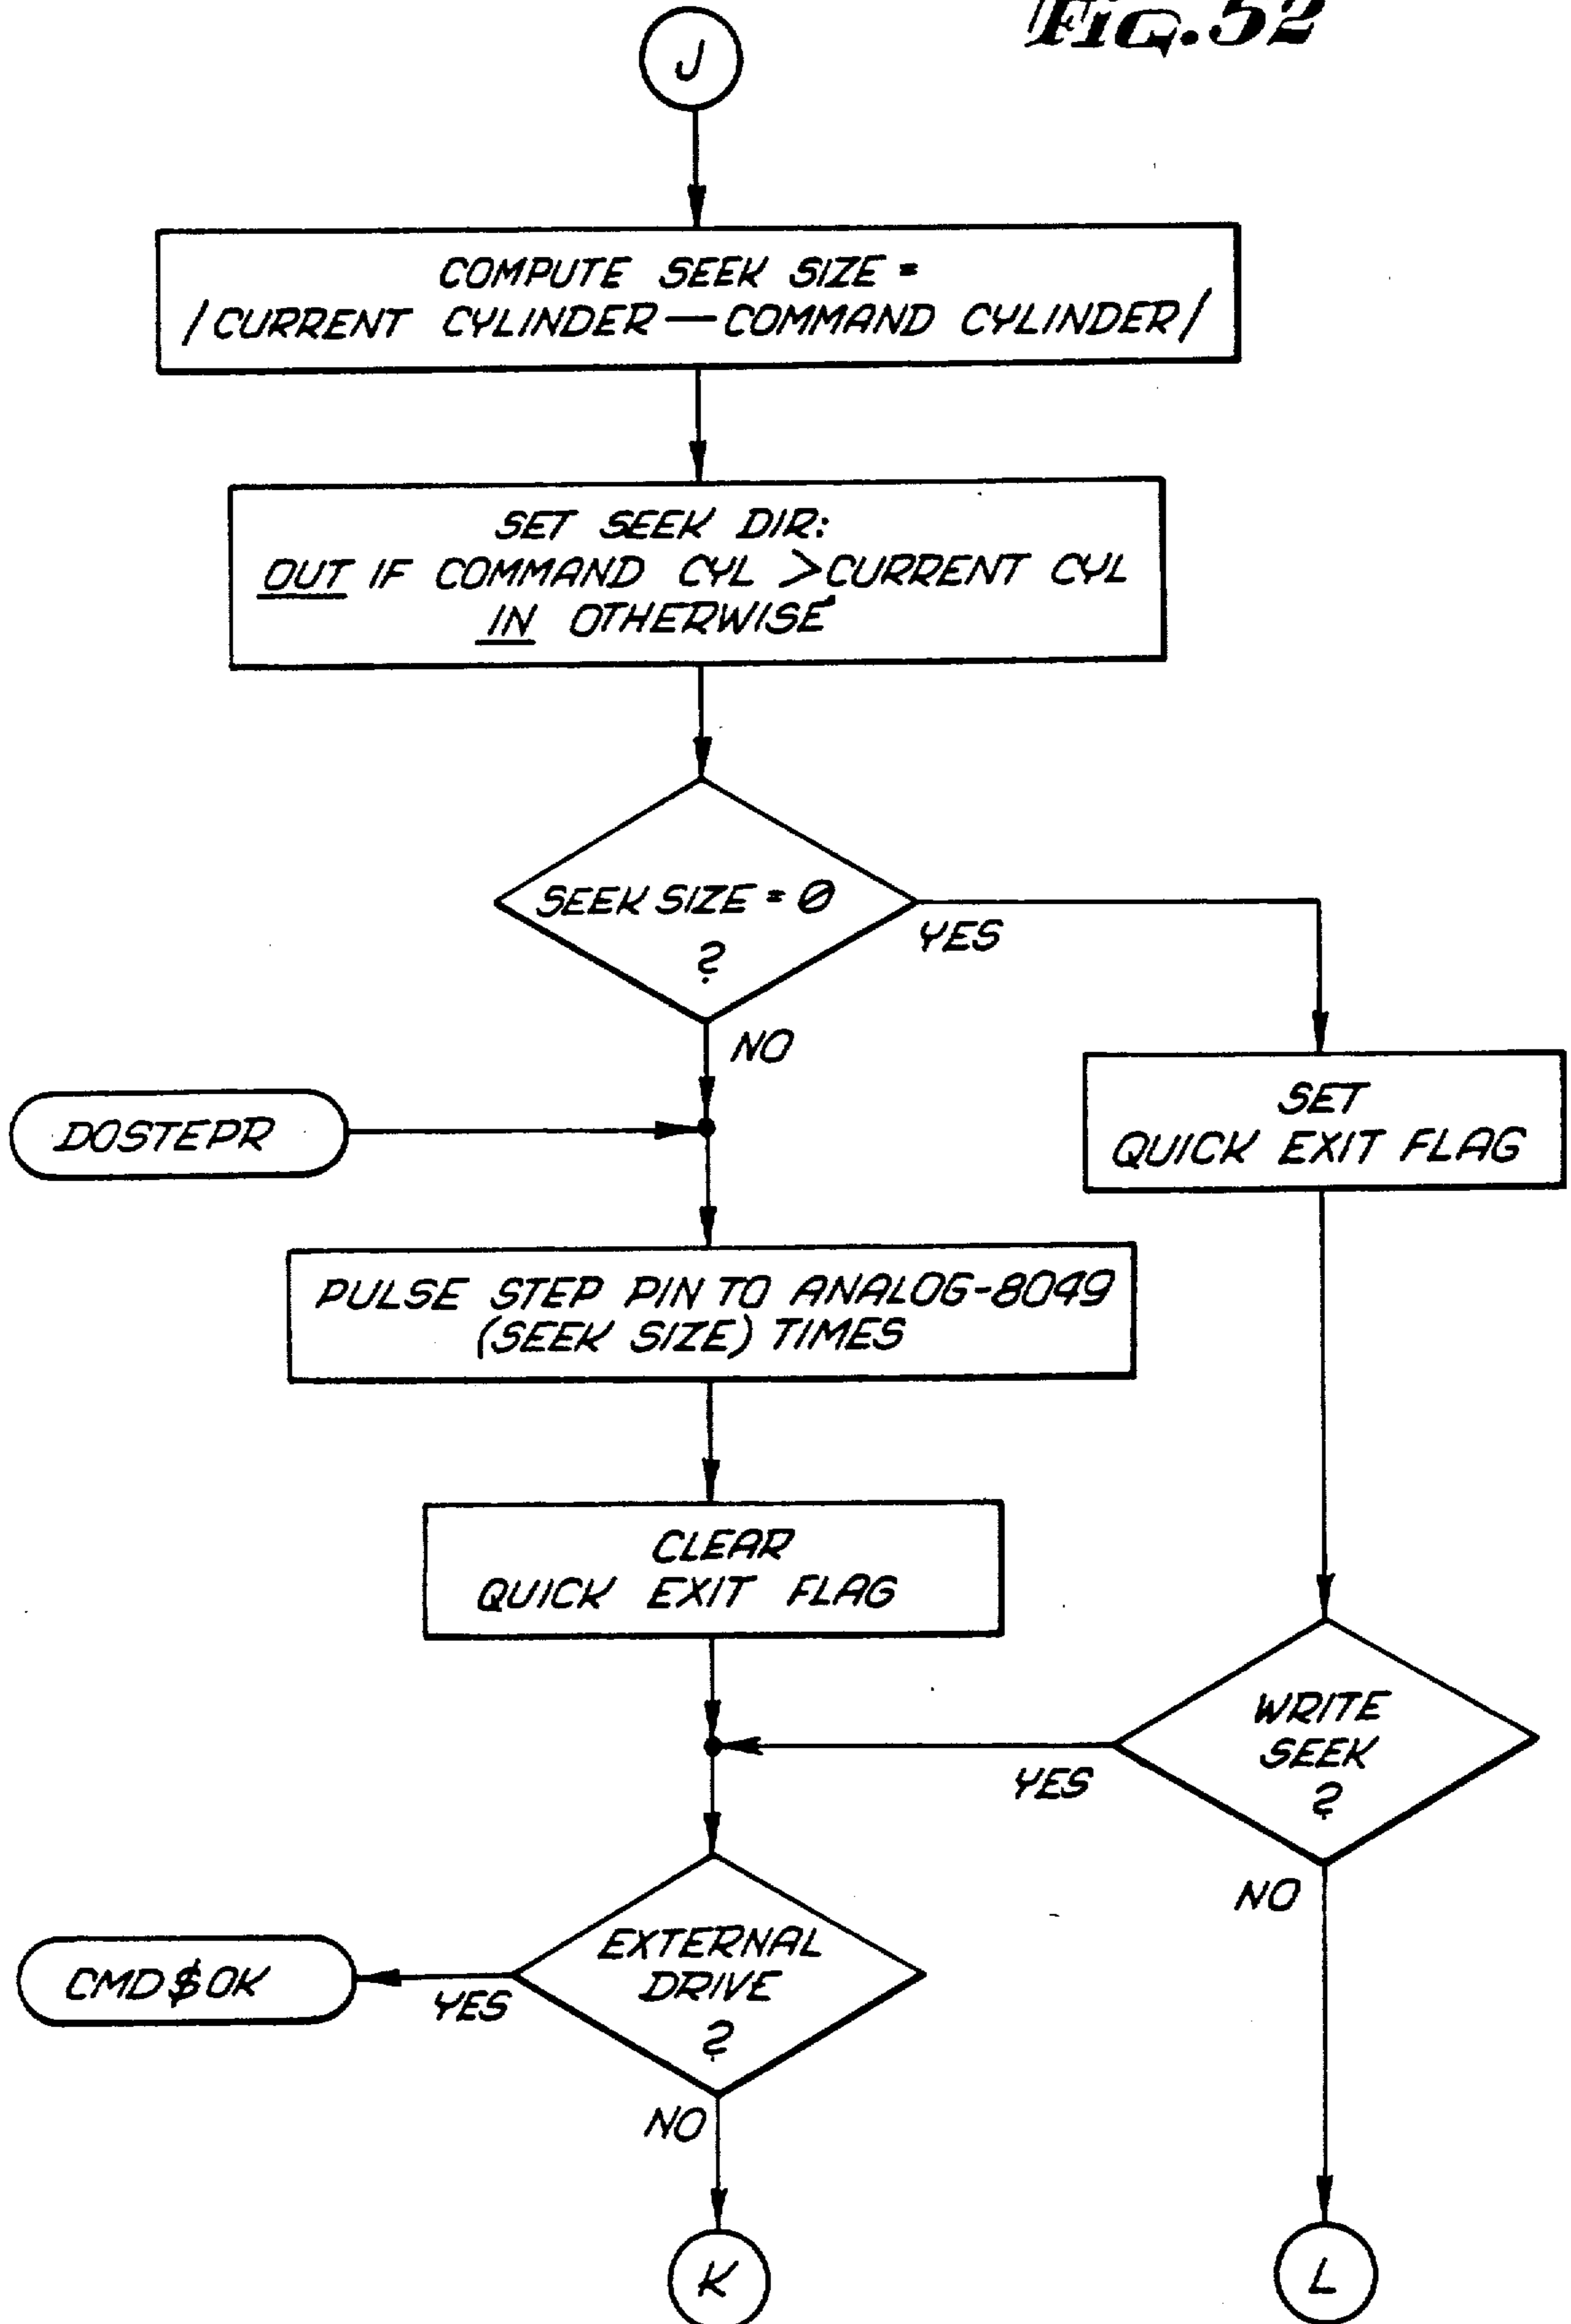 FIG.52
J
COMPUTE SEEK SIZE =
/CURRENT CYLINDER — COMMAND CYLINDER/
SET SEEK DIR:
OUT IF COMMAND CYL > CURRENT CYL
IN OTHERWISE
SEEK SIZE = Ø
?
YES
NO
DOSTEPR
SET
QUICK EXIT FLAG
PULSE STEP PIN TO ANALOG-8049
(SEEK SIZE) TIMES
CLEAR
QUICK EXIT FLAG
WRITE
SEEK
?
YES
NO
EXTERNAL
DRIVE
?
CMD$OK
YES
NO
K
L